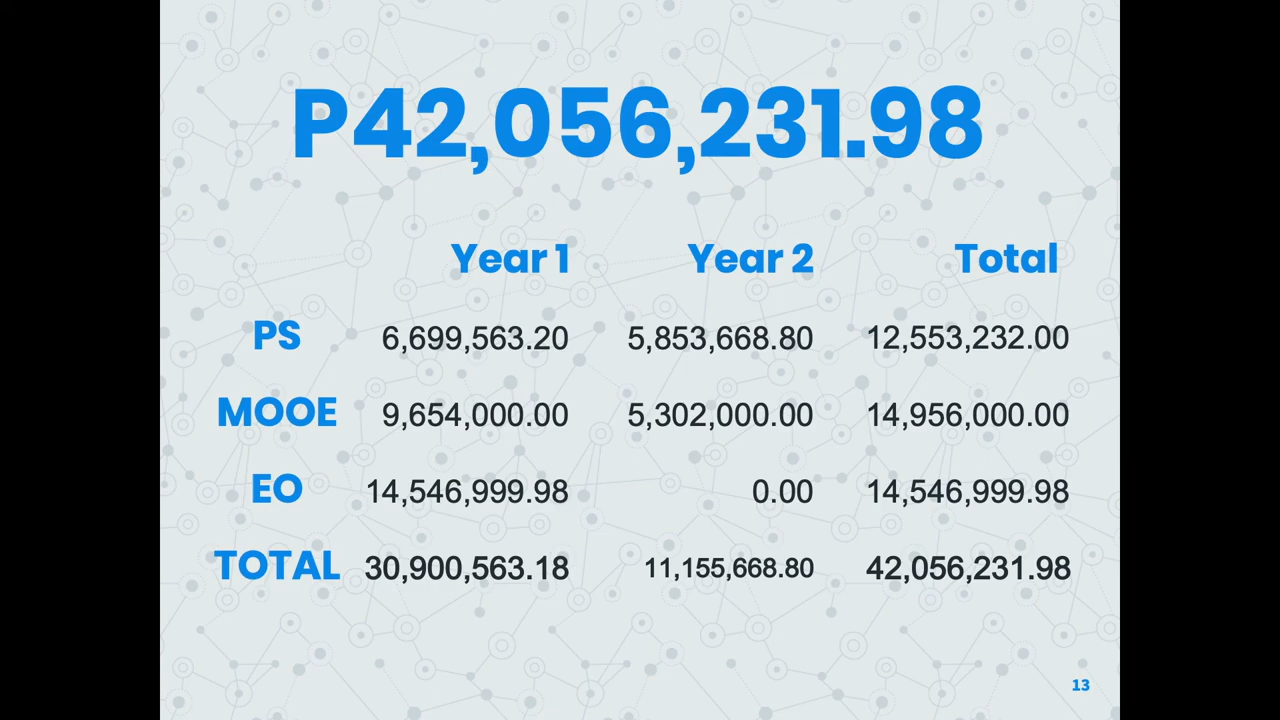 P42,056,231.98
Year 1 Year 2 Total
PS 6,699,563.20 5,853,668.80 12,553,232.00
MOOE 9,654,000.00 5,302,000.00 14,956,000.00
EO 14,546,999.98 0.00 14,546,999.98
TOTAL 30,900,563.18 11,155,668.80 42,056,231.98
13